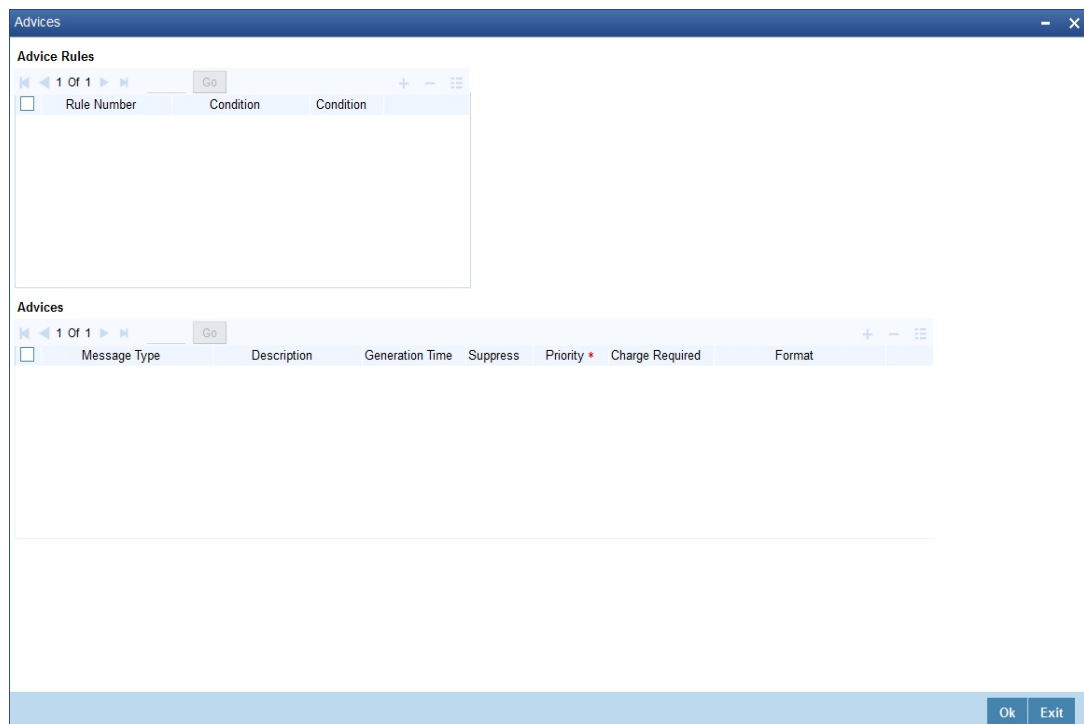 Advices
Advice Rules
1 Of 1 Go
Rule Number Condition Condition
Advices
1 Of 1 Go
Message Type Description Generation Time Suppress Priority * Charge Required Format
Ok Exit